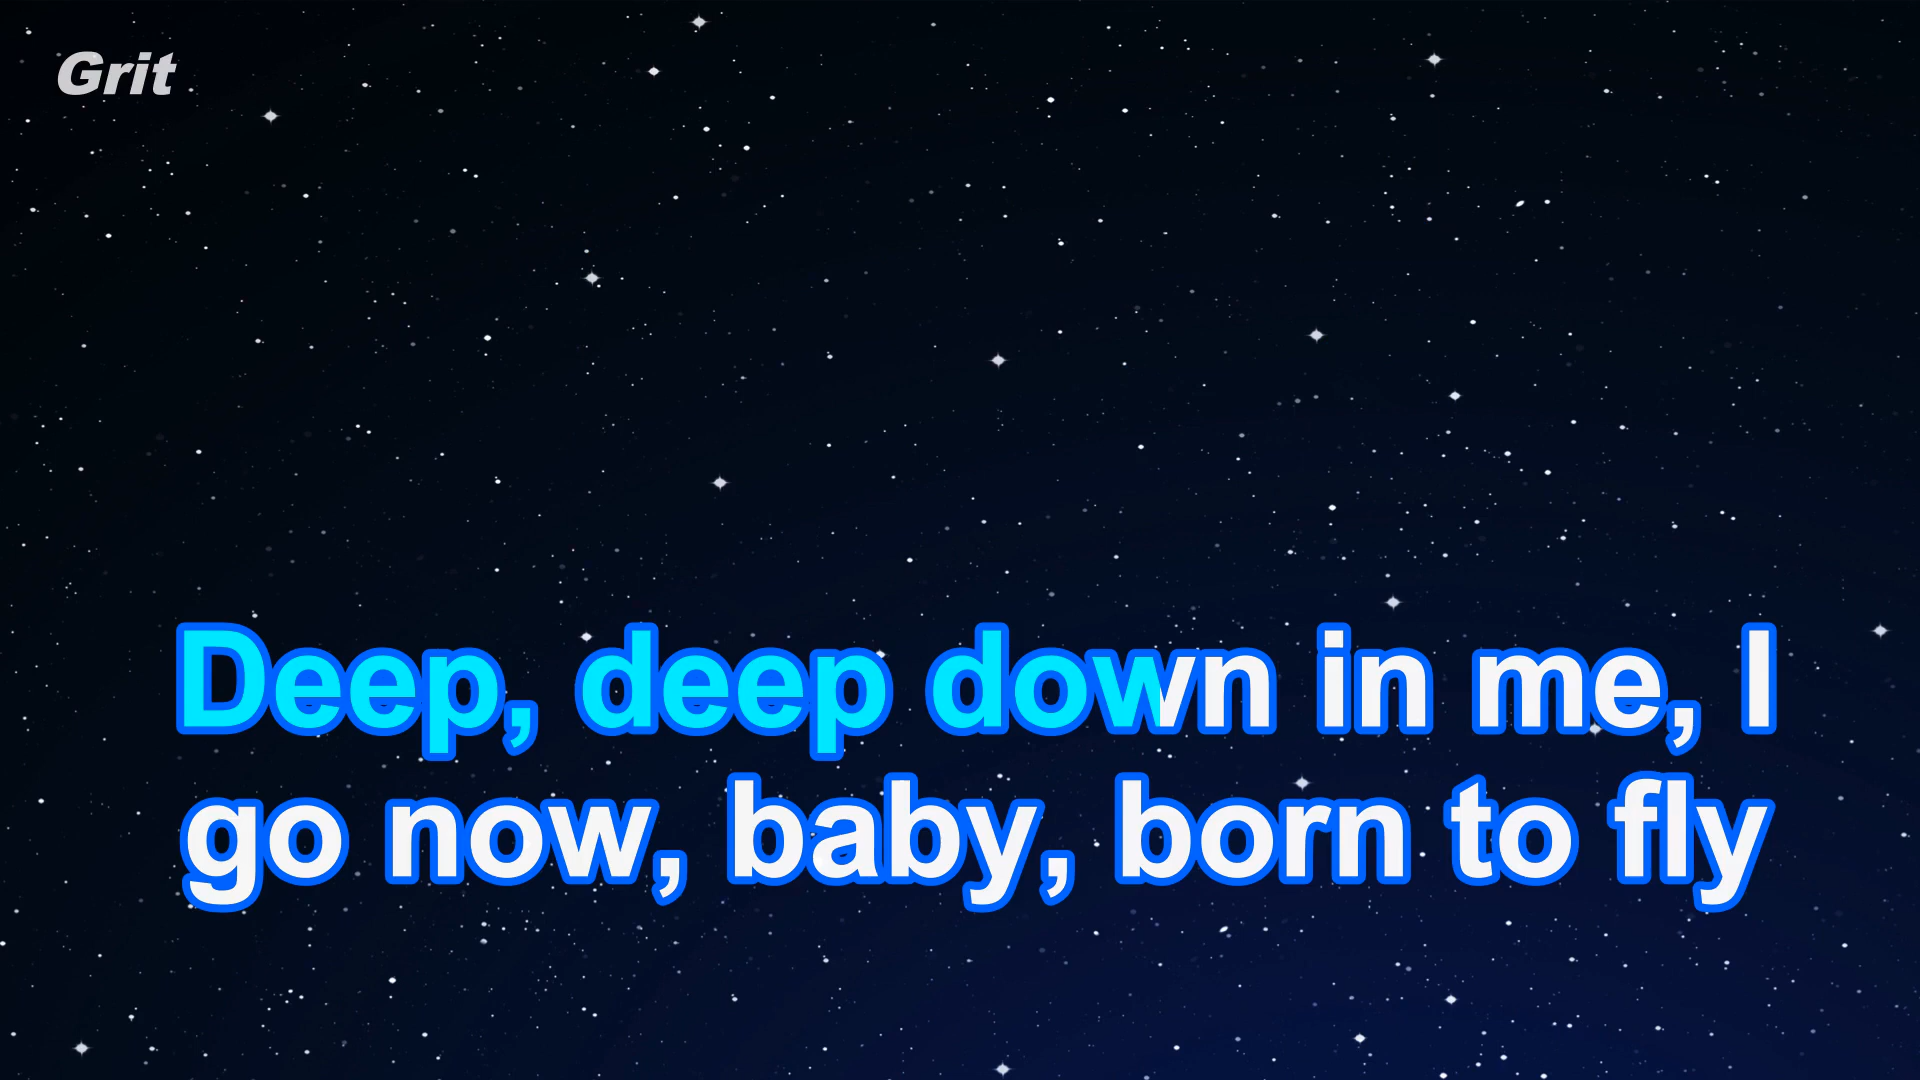 Grit
Deep, deep down in me, I
go now, baby, born to fly